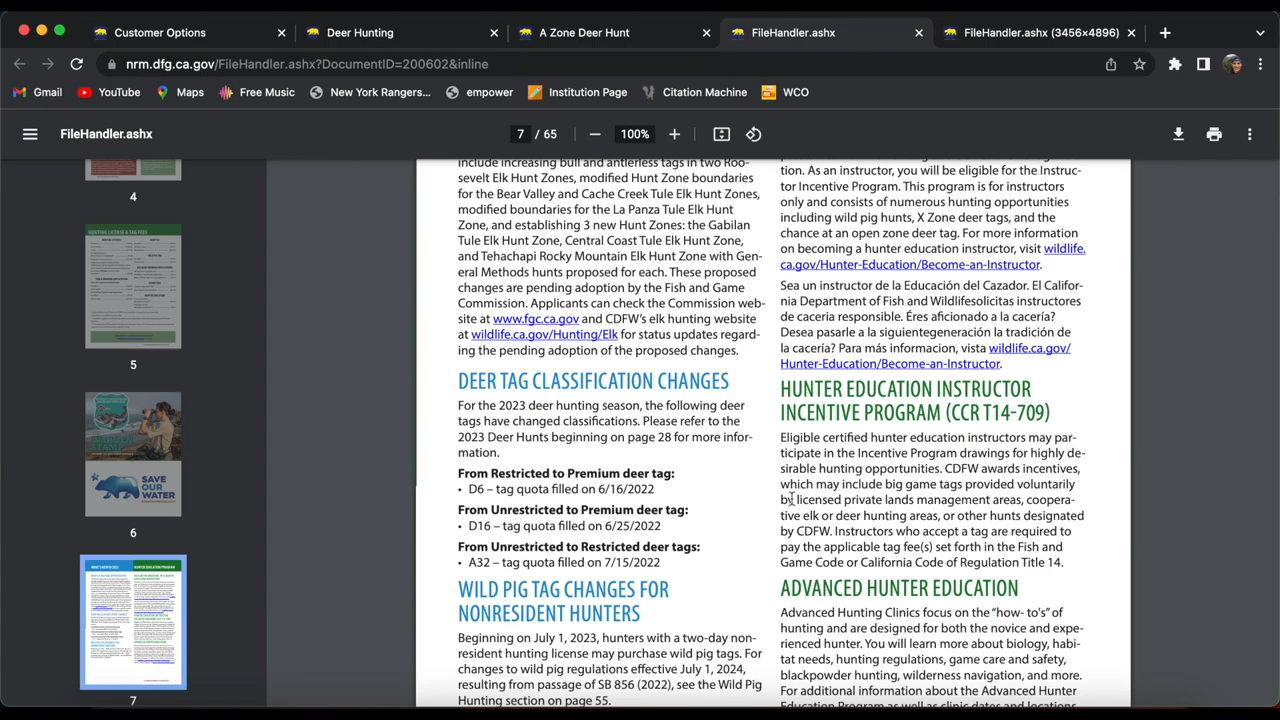 Customer Options
Deer Hunting
A Zone Deer Hunt
FileHandler.ashx
FileHandler.ashx (3456×4896)
nrm.dfg.ca.gov/FileHandler.ashx?DocumentID=200602&inline
Gmail
YouTube
Maps
Free Music
New York Rangers...
empower
Institution Page
Citation Machine
WCO
FileHandler.ashx
7 / 65
100%
4
HUNTING LICENSE & TAG FEES
5
SAVE
OUR
WATER
6
7
include increasing bull and antlerless tags in two Roo-
sevelt Elk Hunt Zones, modified Hunt Zone boundaries
for the Bear Valley and Cache Creek Tule Elk Hunt Zones,
modified boundaries for the La Panza Tule Elk Hunt
Zone, and establishing 3 new Hunt Zones: the Gabilan
Tule Elk Hunt Zone, Central Coast Tule Elk Hunt Zone,
and Tehachapi Rocky Mountain Elk Hunt Zone with Gen-
eral Methods Hunt proposed for each. These proposed
changes are pending adoption by the Fish and Game
Commission. Applicants can check the Commission web-
site at www.fgc.ca.gov and CDFW's elk hunting website
at wildlife.ca.gov/Hunting/Elk for status updates regard-
ing the pending adoption of the proposed changes.
DEER TAG CLASSIFICATION CHANGES
For the 2023 deer hunting season, the following deer
tags have changed classifications. Please refer to the
2023 Deer Hunts beginning on page 28 for more infor-
mation.
From Restricted to Premium deer tag:
• D6 – tag quota filled on 6/16/2022
From Unrestricted to Premium deer tag:
• D16 – tag quota filled on 6/25/2022
From Unrestricted to Restricted deer tags:
• A32 – tag quota filled on 7/15/2022
WILD PIG TAG CHANGES FOR
NONRESIDENT HUNTERS
Beginning on July 1, 2023, hunters with a two-day non-
resident hunting license may purchase wild pig tags. For
changes to wild pig regulations effective July 1, 2024,
resulting from passage of SB 856 (2022), see the Wild Pig
Hunting section on page 55.
tion. As an instructor, you will be eligible for the Instruc-
tor Incentive Program. This program is for instructors
only and consists of numerous hunting opportunities
including wild pig hunts, X Zone deer tags, and the
chance at an open zone deer tag. For more information
on becoming a hunter education instructor, visit wildlife.
ca.gov/Hunter-Education/Become-an-Instructor.
Sea un instructor de la Educación del Cazador. El Califor-
nia Department of Fish and Wildlifesolicitas instructores
de caceria responsible. Éres aficionado a la cacería?
Desea pasarle a la siguientegeneración la tradición de
la cacería? Para más informacion, vista wildlife.ca.gov/
Hunter-Education/Become-an-Instructor.
HUNTER EDUCATION INSTRUCTOR
INCENTIVE PROGRAM (CCR T14-709)
Eligible certified hunter education instructors may par-
ticipate in the Incentive Program drawings for highly de-
sirable hunting opportunities. CDFW awards incentives,
which may include big game tags provided voluntarily
by licensed private lands management areas, coopera-
tive elk or deer hunting areas, or other hunts designated
by CDFW. Instructors who accept a tag are required to
pay the applicable tag fee(s) set forth in the Fish and
Game Code or California Code of Regulation Title 14.
ADVANCED HUNTER EDUCATION
Advanced Hunting Clinics focus on the “how to's” of
hunting and are designed for both the novice and expe-
rienced hunter. You will learn more about biology, habi-
tat needs, hunting regulations, game care and safety,
blackpowder hunting, wilderness navigation, and more.
For additional information about the Advanced Hunter
Education Program as well as clinic dates and locations